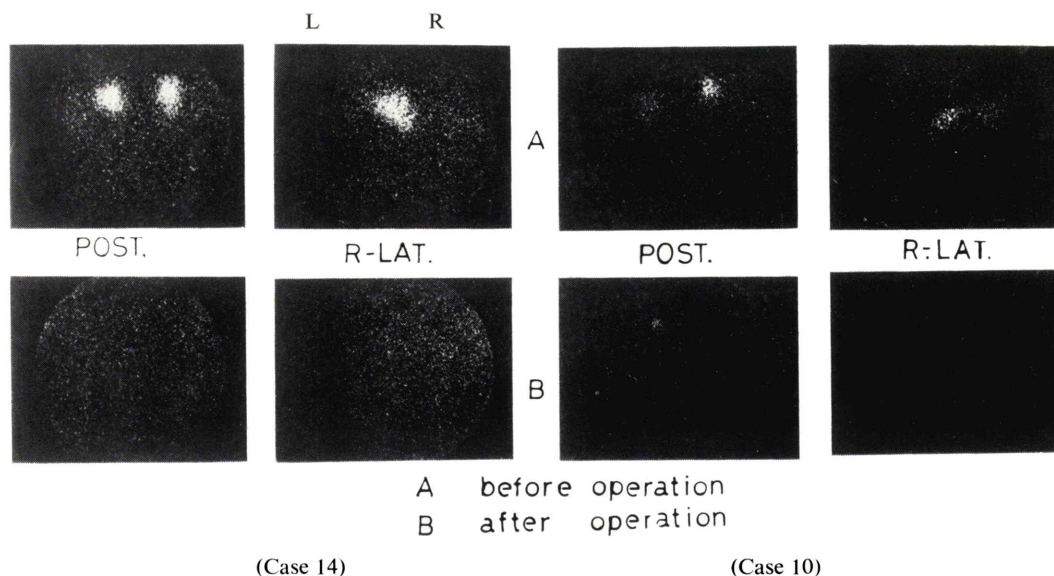 L R
A
POST. R-LAT. POST. R-LAT.
B
A before operation
B after operation
(Case 14) (Case 10)